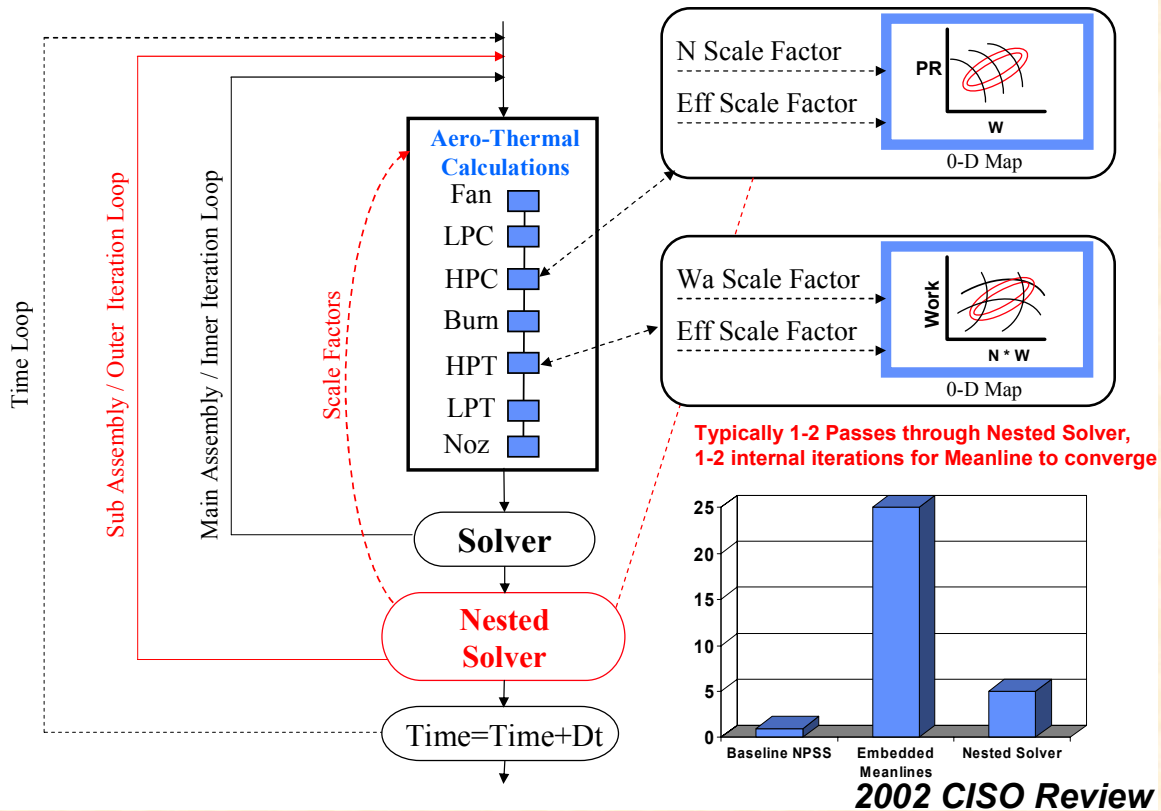 Time Loop
Sub Assembly / Outer Iteration Loop
Main Assembly / Inner Iteration Loop
Scale Factors
Aero-Thermal
Calculations
Fan
LPC
HPC
Burn
HPT
LPT
Noz
Solver
Nested
Solver
Time=Time+Dt
N Scale Factor
Eff Scale Factor
PR
W
0-D Map
Wa Scale Factor
Eff Scale Factor
Work
N * W
0-D Map
Typically 1-2 Passes through Nested Solver,
1-2 internal iterations for Meanline to converge
25
20
15
10
5
0
Baseline NPSS
Embedded
Meanlines
Nested Solver
2002 CISO Review